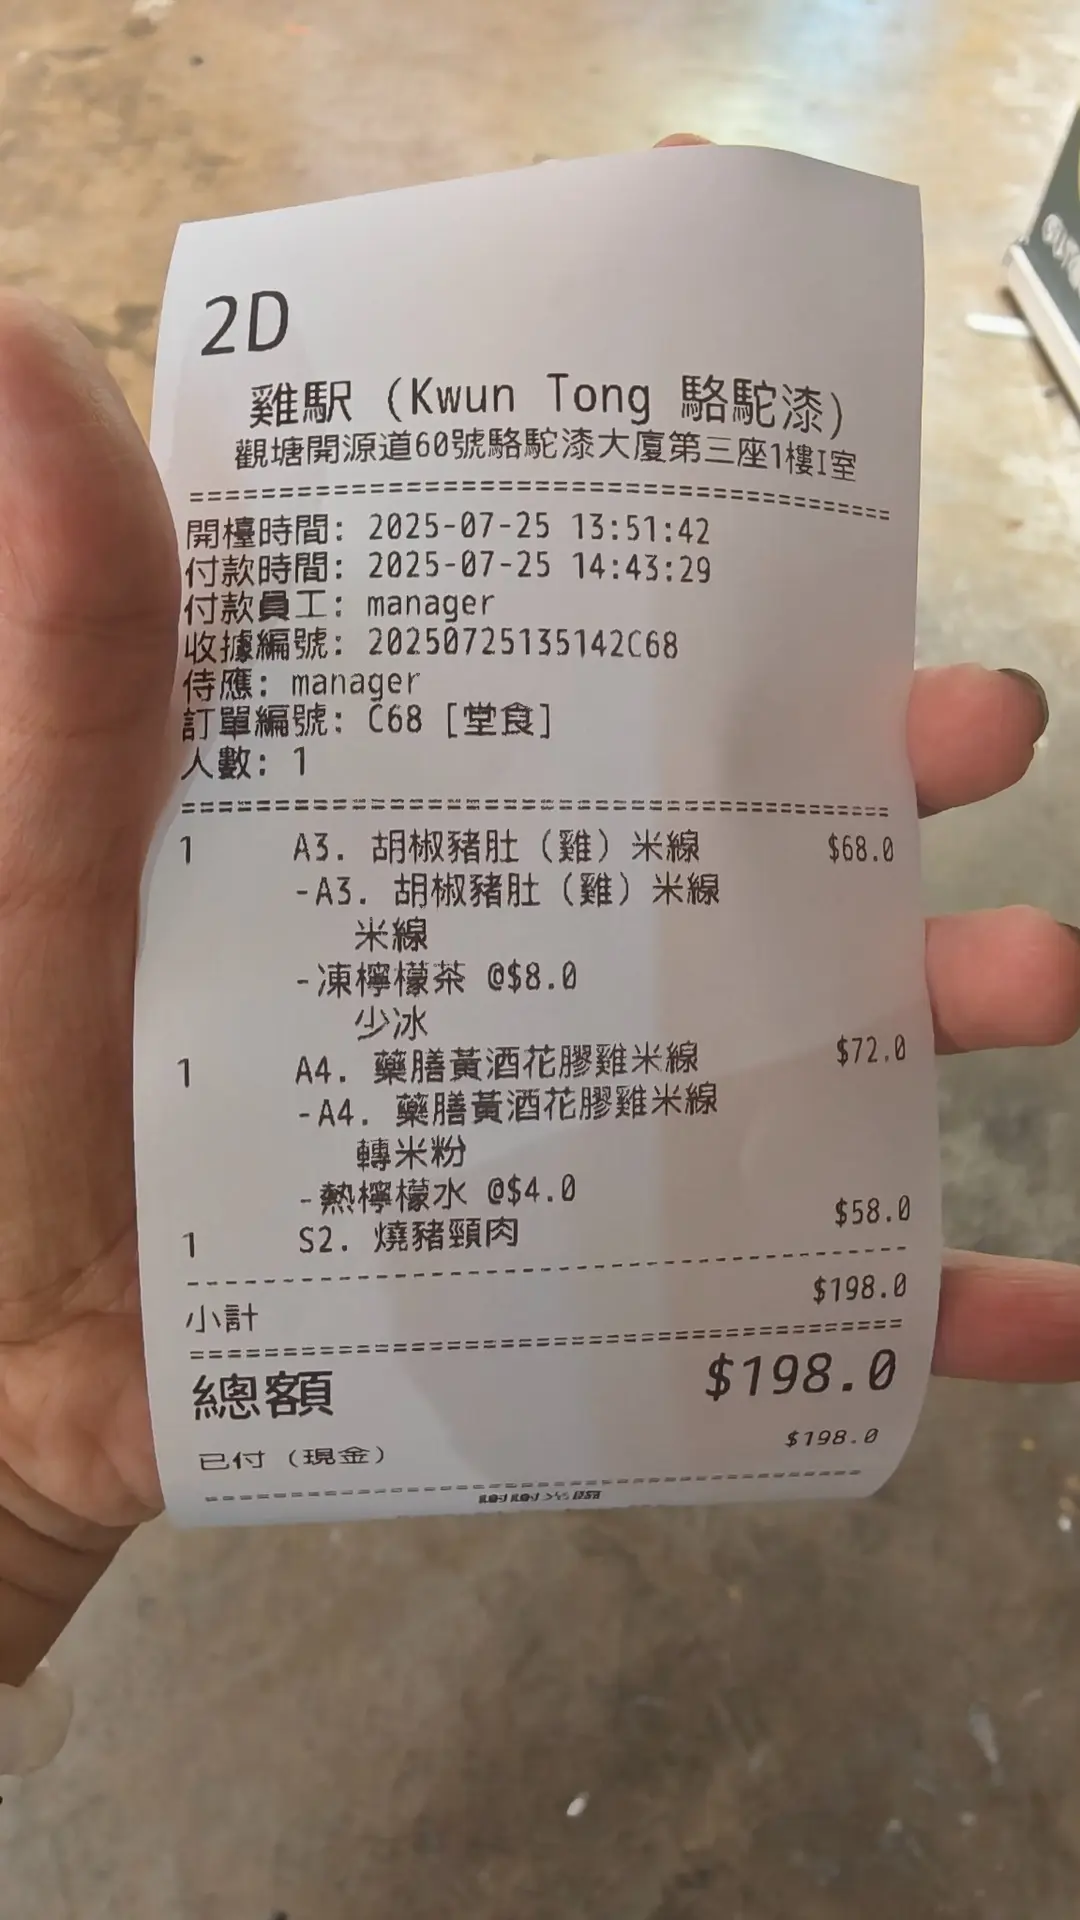 2D
雞駅 (Kwun Tong 駱駝漆)
觀塘開源道60號駱駝漆大廈第三座1樓I室
開檯時間: 2025-07-25 13:51:42
付款時間: 2025-07-25 14:43:29
付款員工: manager
收據編號: 20250725135142C68
侍應: manager
訂單編號: C68 [堂食]
人數: 1
1 A3. 胡椒豬肚（雞）米線 $68.0
-A3. 胡椒豬肚（雞）米線
米線
-凍檸檬茶 @$8.0
少冰
1 A4. 藥膳黃酒花膠雞米線 $72.0
-A4. 藥膳黃酒花膠雞米線
轉米粉
-熱檸檬水 @$4.0
1 S2. 燒豬頸肉 $58.0
小計 $198.0
總額 $198.0
已付（現金） $198.0